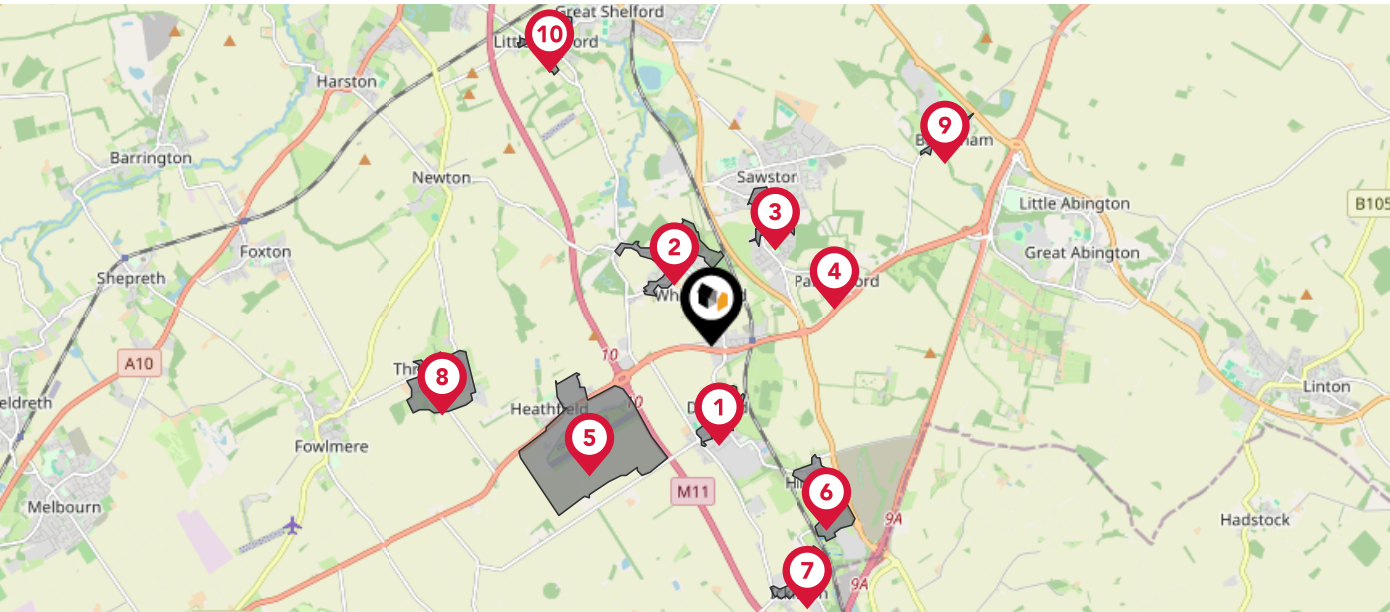 Great Shelford
10
Harston
9
Barrington
Newton
Sawston
Little Abington
B105
3
Foxton
2
Great Abington
Shepreth
4
10
A10
8
Linton
Heathfield
1
10
5
Fowlmere
M11
6
Melbourn
9A
Hadstock
7
9A